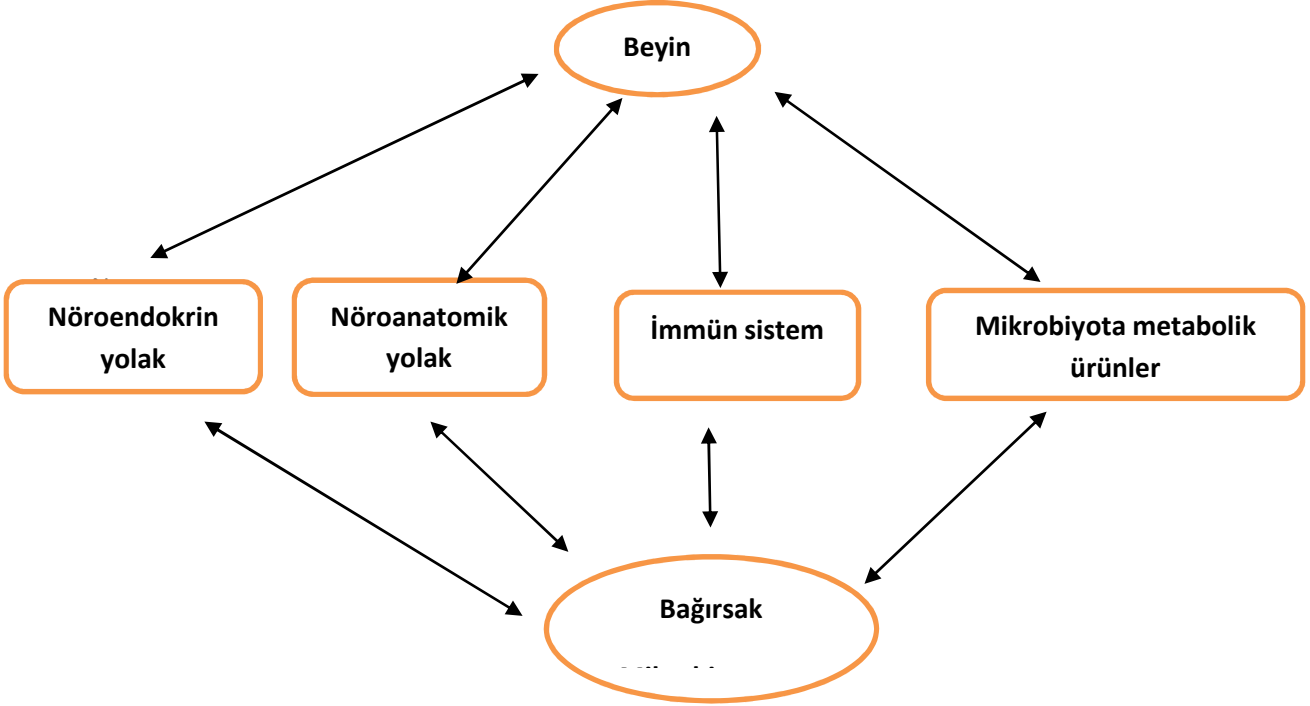 Beyin
Nöroendokrin
yolak
Nöroanatomik
yolak
İmmün sistem
Mikrobiyota metabolik
ürünler
Bağırsak